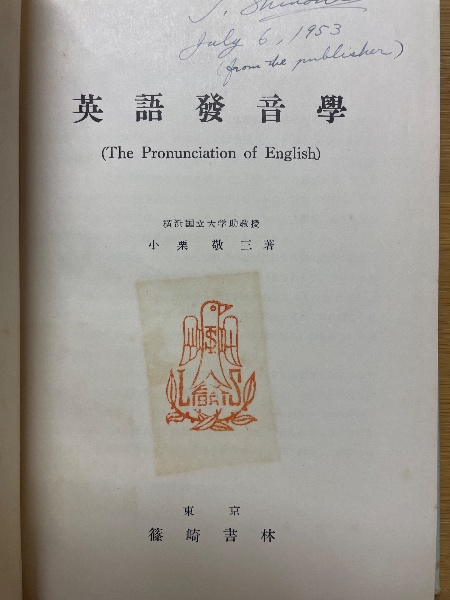 July 6, 1953
(from the publisher)
英語發音學
(The Pronunciation of English)
横浜国立大学助教授
小栗敬三著
L S
東京
篠崎書林